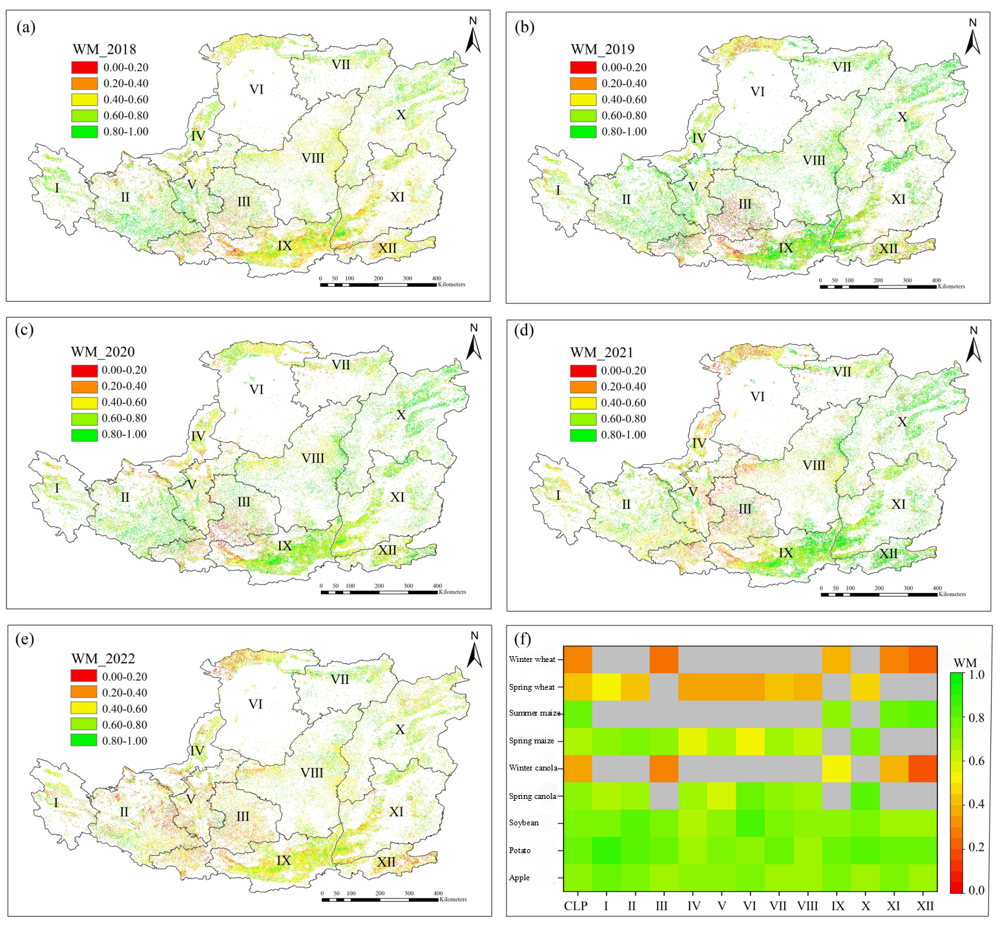 (a)
N
WM_2018
0.00-0.20
0.20-0.40
0.40-0.60
0.60-0.80
0.80-1.00
VII
VI
X
IV
VIII
I
II
V
III
XI
IX
XII
0 50 100 200 300 400
Kilometers
(b)
N
WM_2019
0.00-0.20
0.20-0.40
0.40-0.60
0.60-0.80
0.80-1.00
VII
VI
X
IV
VIII
I
II
V
III
XI
IX
XII
0 50 100 200 300 400
Kilometers
(c)
N
WM_2020
0.00-0.20
0.20-0.40
0.40-0.60
0.60-0.80
0.80-1.00
VII
VI
X
IV
VIII
I
II
V
III
XI
IX
XII
0 50 100 200 300 400
Kilometers
(d)
N
WM_2021
0.00-0.20
0.20-0.40
0.40-0.60
0.60-0.80
0.80-1.00
VII
VI
X
IV
VIII
I
II
V
III
XI
IX
XII
0 50 100 200 300 400
Kilometers
(e)
N
WM_2022
0.00-0.20
0.20-0.40
0.40-0.60
0.60-0.80
0.80-1.00
VII
VI
X
IV
VIII
I
II
V
III
XI
IX
XII
0 50 100 200 300 400
Kilometers
(f)
Winter wheat
Spring wheat
Summer maize
Spring maize
Winter canola
Spring canola
Soybean
Potato
Apple
CLP I II III IV V VI VII VIII IX X XI XII
WM
1.0
0.8
0.6
0.4
0.2
0.0